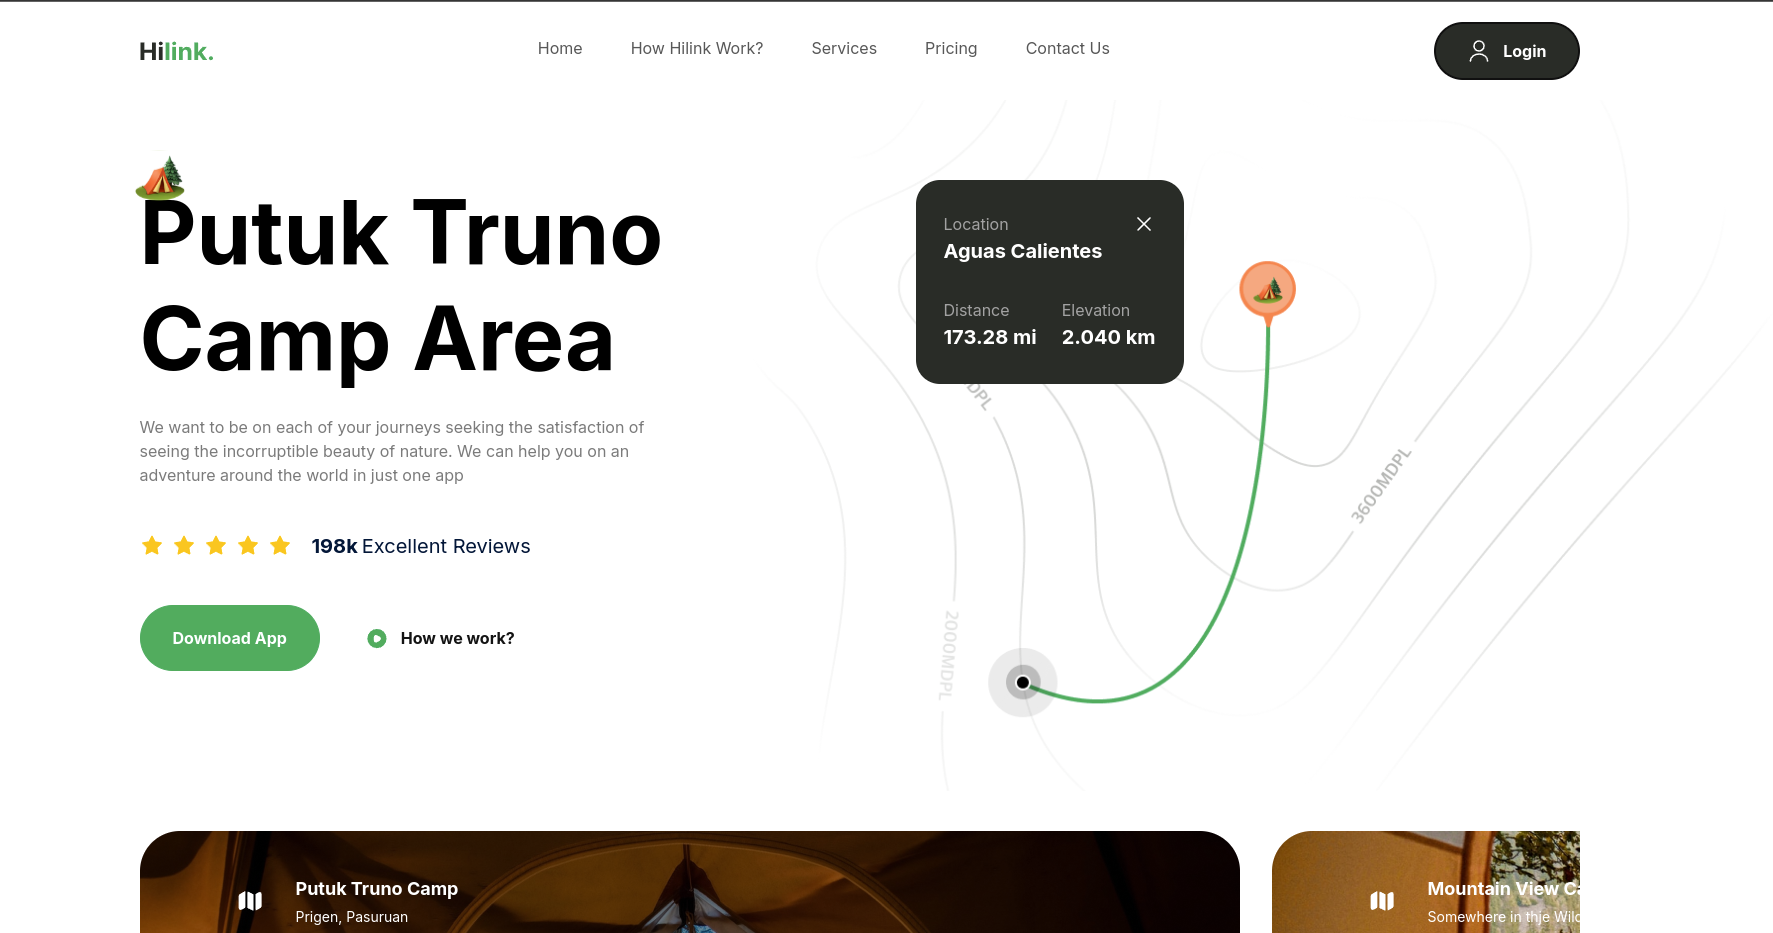 Hilink.
Home
How Hilink Work?
Services
Pricing
Contact Us
Login
Putuk Truno
Camp Area
We want to be on each of your journeys seeking the satisfaction of
seeing the incorruptible beauty of nature. We can help you on an
adventure around the world in just one app
198k Excellent Reviews
Download App
How we work?
Location
Aguas Calientes
Distance
Elevation
173.28 mi
2.040 km
DPL
3600MDPL
2000MDPL
Putuk Truno Camp
Prigen, Pasuruan
Mountain View Ca
Somewhere in thje Wild